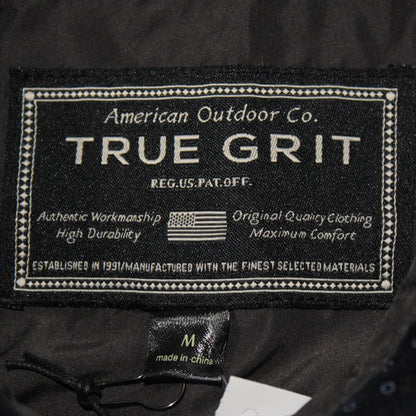 American Outdoor Co.
TRUE GRIT
REG.US.PAT.OFF.
Authentic Workmanship Original Quality Clothing
High Durability Maximum Comfort
ESTABLISHED IN 1991/MANUFACTURED WITH THE FINEST SELECTED MATERIALS
M
made in china